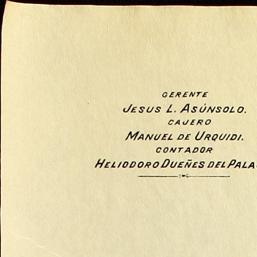 GERENTE
JESUS L. ASÚNSOLO.
CAJERO
MANUEL DE URQUIDI.
CONTADOR
HELIODORO DUEÑES DEL PALA